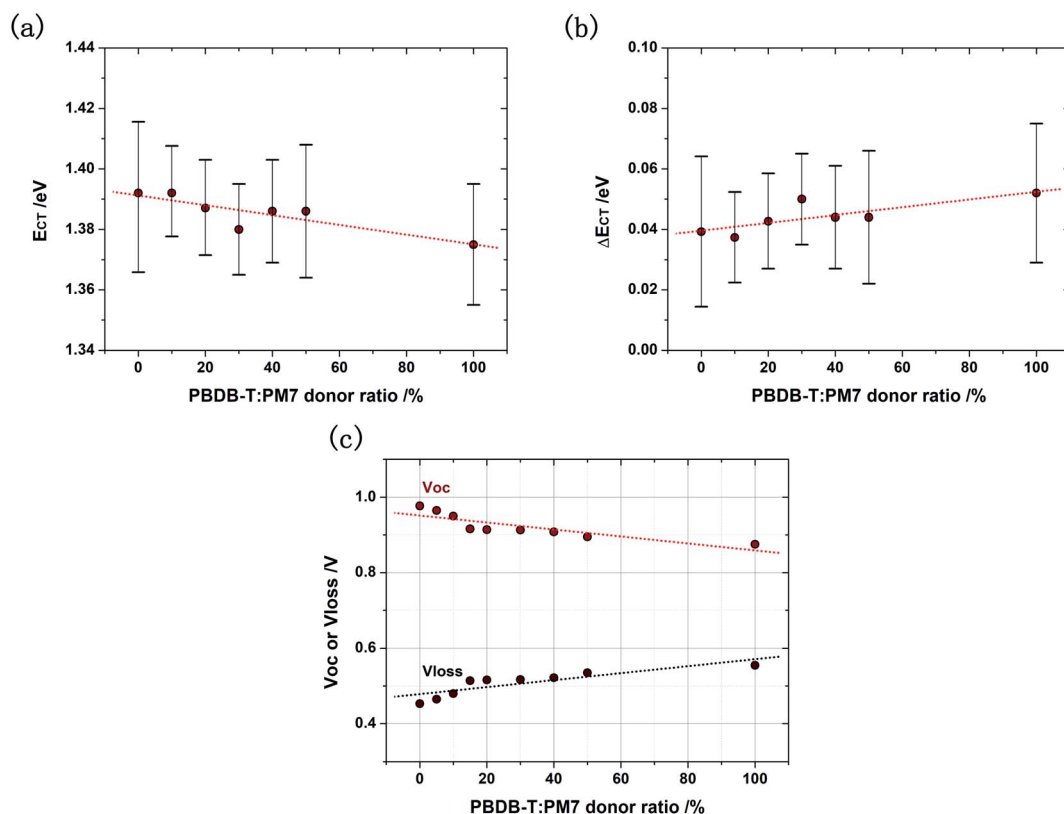 (a)
1.44
1.42
1.40
1.38
1.36
1.34
ECT /eV
0 20 40 60 80 100
PBDB-T:PM7 donor ratio /%
(b)
0.10
0.08
0.06
0.04
0.02
0.00
ΔECT /eV
0 20 40 60 80 100
PBDB-T:PM7 donor ratio /%
(c)
1.0
0.8
0.6
0.4
Voc or Vloss /V
Voc
Vloss
0 20 40 60 80 100
PBDB-T:PM7 donor ratio /%